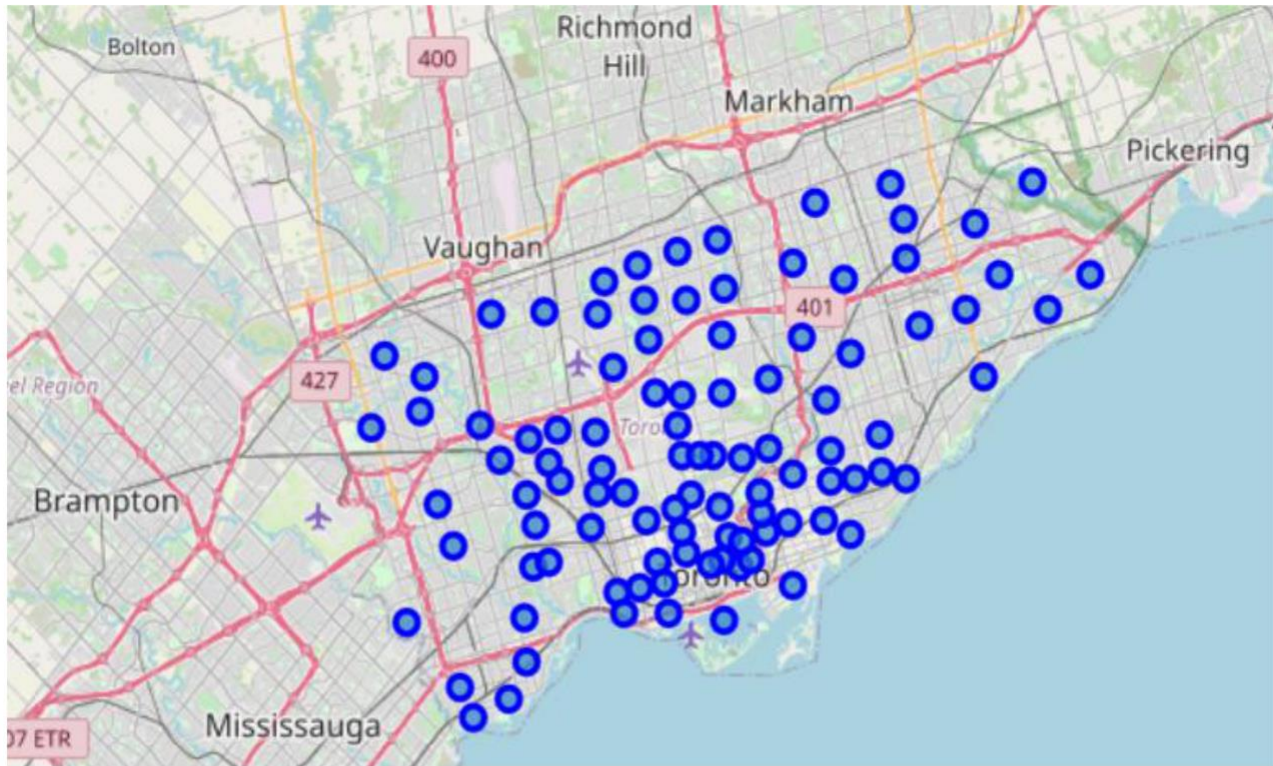 Bolton
Richmond
Hill
400
Markham
Pickering
Vaughan
401
427
el Region
Toro
Brampton
oronto
Mississauga
07 ETR